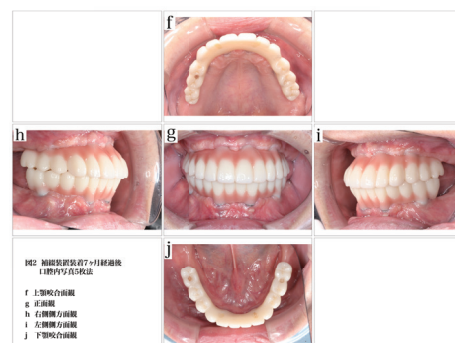 f
h
g
i
図2 補綴装置装着7ヶ月経過後
口腔内写真5枚法
f 上顎咬合面観
g 正面観
h 右側側方面観
i 左側側方面観
j 下顎咬合面観
j